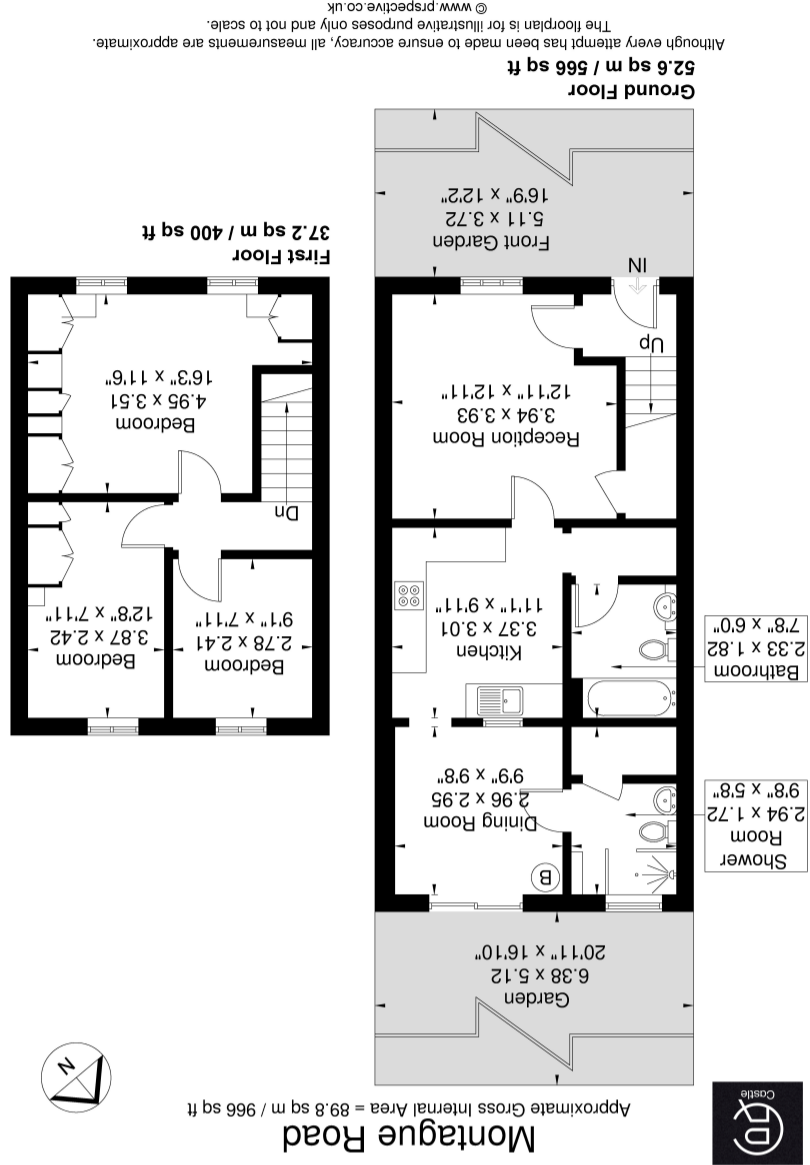 Montague Road
Approximate Gross Internal Area = 89.8 sq m / 966 sq ft
Castle
N
Garden
6.38 x 5.12
20'11" x 16'10"
B
Shower
Room
2.94 x 1.72
9'8" x 5'8"
Dining Room
2.96 x 2.95
9'9" x 9'8"
Bathroom
2.33 x 1.82
7'8" x 6'0"
Kitchen
3.37 x 3.01
11'1" x 9'11"
Reception Room
3.94 x 3.93
12'11" x 12'11"
Up
IN
Front Garden
5.11 x 3.72
16'9" x 12'2"
Ground Floor
52.6 sq m / 566 sq ft
Bedroom
2.78 x 2.41
9'1" x 7'11"
Bedroom
3.87 x 2.42
12'8" x 7'11"
Dn
Bedroom
4.95 x 3.51
16'3" x 11'6"
First Floor
37.2 sq m / 400 sq ft
Although every attempt has been made to ensure accuracy, all measurements are approximate.
The floorplan is for illustrative purposes only and not to scale.
© www.prspective.co.uk